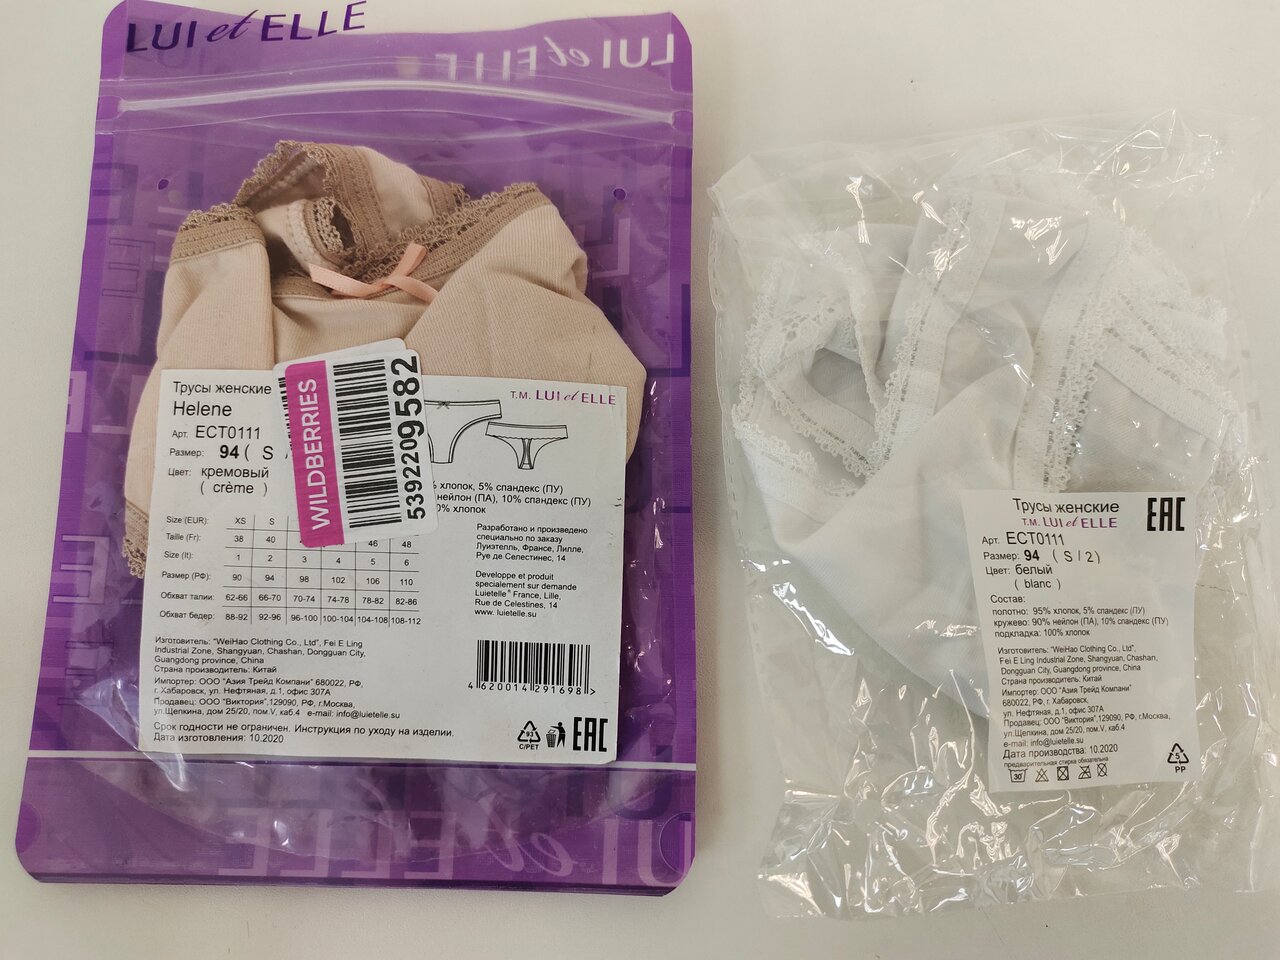 LUI et ELLE
LUI et ELLE
Трусы женские
Helene
Арт. ECT0111
Размер: 94 ( S
Цвет: кремовый
( crème )
WILDBERRIES
5392209582
T.M. LUI et ELLE
хлопок, 5% спандекс (ПУ)
нейлон (ПА), 10% спандекс (ПУ)
хлопок
Size (EUR): XS S
Taille (Fr): 38 40 46 48
Size (It): 1 2 3 4 5 6
Размер (РФ): 90 94 98 102 106 110
Обхват талии: 62-66 66-70 70-74 74-78 78-82 82-86
Обхват бедер: 88-92 92-96 96-100 100-104 104-108 108-112
Разработано и произведено
специально по заказу
Луиэтелль, Франсе, Лилле,
Руе де Селестинес, 14
Developpe et produit
specialement sur demande
Luietelle® France, Lille,
Rue de Celestines, 14
www. luietelle.su
Изготовитель: "WeiHao Clothing Co., Ltd", Fei E Ling
Industrial Zone, Shangyuan, Chashan, Dongguan City,
Guangdong province, China
Страна производитель: Китай
Импортер: ООО "Азия Трейд Компани" 680022, РФ,
г. Хабаровск, ул. Нефтяная, д.1, офис 307А
Продавец: ООО "Виктория",129090, РФ, г.Москва,
ул.Щепкина, дом 25/20, пом.V, каб.4 e-mail: info@luietelle.su
Срок годности не ограничен. Инструкция по уходу на изделии.
Дата изготовления: 10.2020
4620014291698
93
C/PET
EAC
LUI et ELLE
Трусы женские
T.M. LUI et ELLE
EAC
Арт. ECT0111
Размер: 94 ( S / 2 )
Цвет: белый
( blanc )
Состав:
полотно: 95% хлопок, 5% спандекс (ПУ)
кружево: 90% нейлон (ПА), 10% спандекс (ПУ)
подкладка: 100% хлопок
Изготовитель: "WeiHao Clothing Co., Ltd",
Fei E Ling Industrial Zone, Shangyuan, Chashan,
Dongguan City, Guangdong province, China
Страна производитель: Китай
Импортер: ООО "Азия Трейд Компани"
680022, РФ, г. Хабаровск,
ул. Нефтяная, д.1, офис 307А
Продавец: ООО "Виктория",129090, РФ, г.Москва,
ул.Щепкина, дом 25/20, пом.V, каб.4
e-mail: info@luietelle.su
Дата производства: 10.2020
предварительная стирка обязательна
30
5
PP